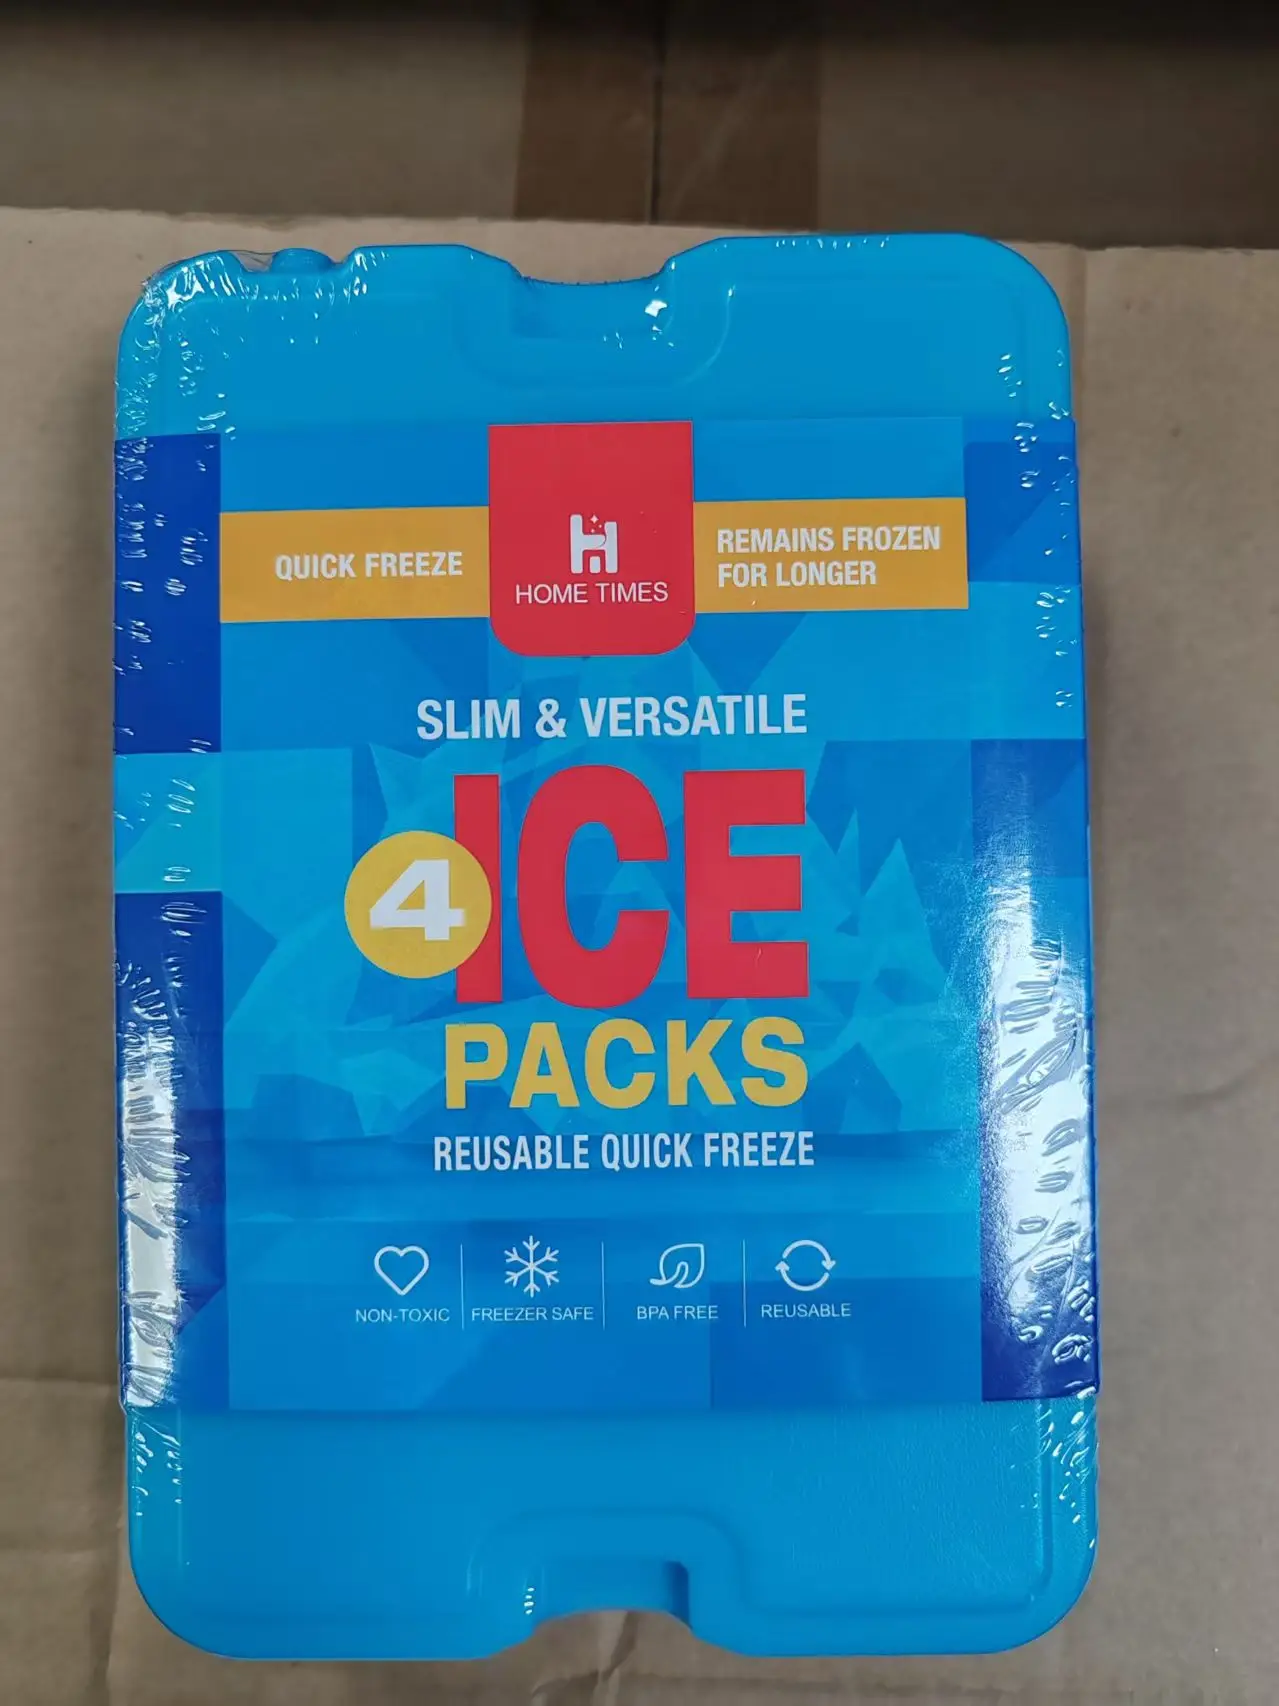 QUICK FREEZE
HOME TIMES
REMAINS FROZEN
FOR LONGER
SLIM & VERSATILE
4 ICE
PACKS
REUSABLE QUICK FREEZE
NON-TOXIC
FREEZER SAFE
BPA FREE
REUSABLE